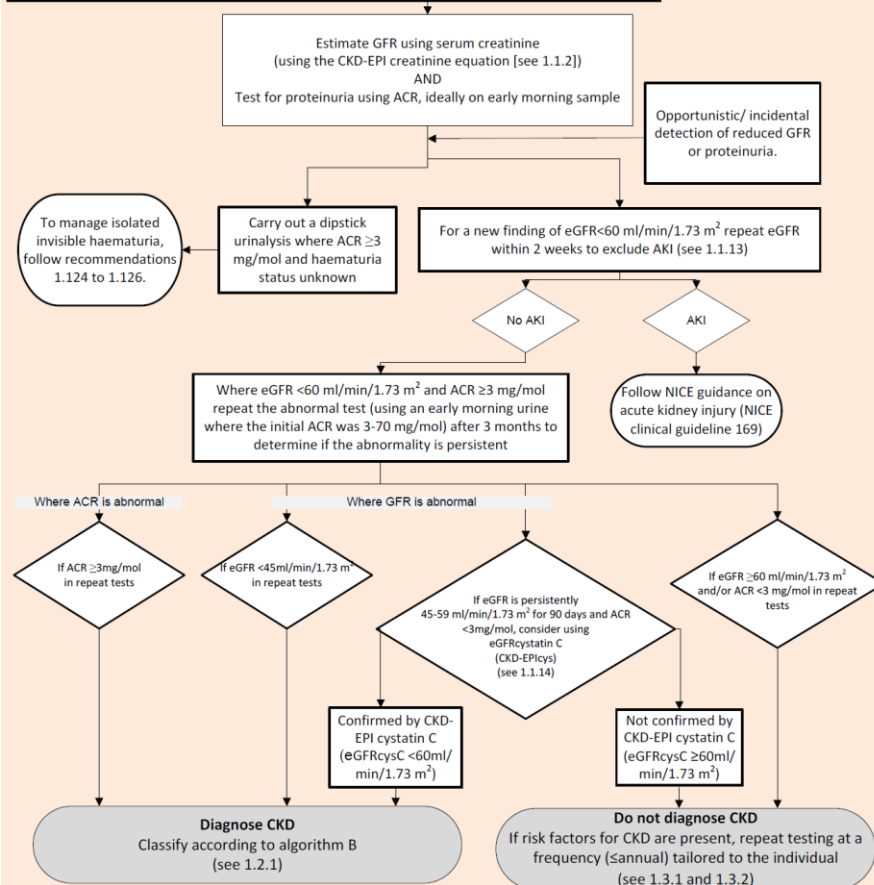 Estimate GFR using serum creatinine
(using the CKD-EPI creatinine equation [see 1.1.2])
AND
Test for proteinuria using ACR, ideally on early morning sample
Opportunistic/ incidental
detection of reduced GFR
or proteinuria.
To manage isolated
invisible haematuria,
follow recommendations
1.124 to 1.126.
Carry out a dipstick
urinalysis where ACR ≥3
mg/mol and haematuria
status unknown
For a new finding of eGFR<60 ml/min/1.73 m² repeat eGFR
within 2 weeks to exclude AKI (see 1.1.13)
No AKI
AKI
Where eGFR <60 ml/min/1.73 m² and ACR ≥3 mg/mol
repeat the abnormal test (using an early morning urine
where the initial ACR was 3-70 mg/mol) after 3 months to
determine if the abnormality is persistent
Follow NICE guidance on
acute kidney injury (NICE
clinical guideline 169)
Where ACR is abnormal
Where GFR is abnormal
If ACR ≥3mg/mol
in repeat tests
If eGFR <45ml/min/1.73 m²
in repeat tests
If eGFR is persistently
45-59 ml/min/1.73 m² for 90 days and ACR
<3mg/mol, consider using
eGFRcystatin C
(CKD-EPIcys)
(see 1.1.14)
If eGFR ≥60 ml/min/1.73 m²
and/or ACR <3 mg/mol in repeat
tests
Confirmed by CKD-
EPI cystatin C
(eGFRcysC <60ml/
min/1.73 m²)
Not confirmed by
CKD-EPI cystatin C
(eGFRcysC ≥60ml/
min/1.73 m²)
Diagnose CKD
Classify according to algorithm B
(see 1.2.1)
Do not diagnose CKD
If risk factors for CKD are present, repeat testing at a
frequency (≤annual) tailored to the individual
(see 1.3.1 and 1.3.2)